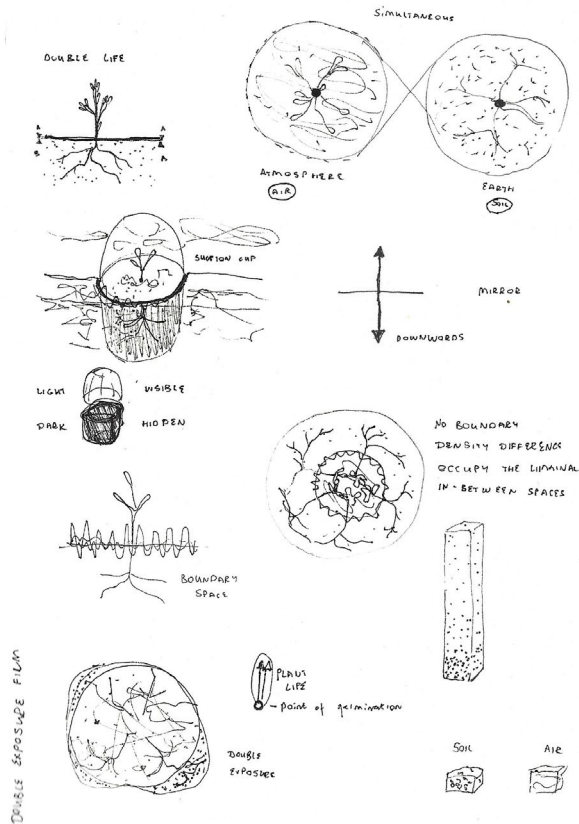 SIMULTANEOUS
DOUBLE LIFE
ATMOSPHERE
AIR
EARTH
SOIL
SUCTION CUP
MIRROR
DOWNWORDS
LIGHT VISIBLE
DARK HIDDEN
NO BOUNDARY
DENSITY DIFFERENCE
OCCUPY THE LIMINAL
IN-BETWEEN SPACES
BOUNDARY
SPACE
PLANT
LIFE
- point of germination
DOUBLE
EXPOSURE
SOIL AIR
DOUBLE EXPOSURE FILM